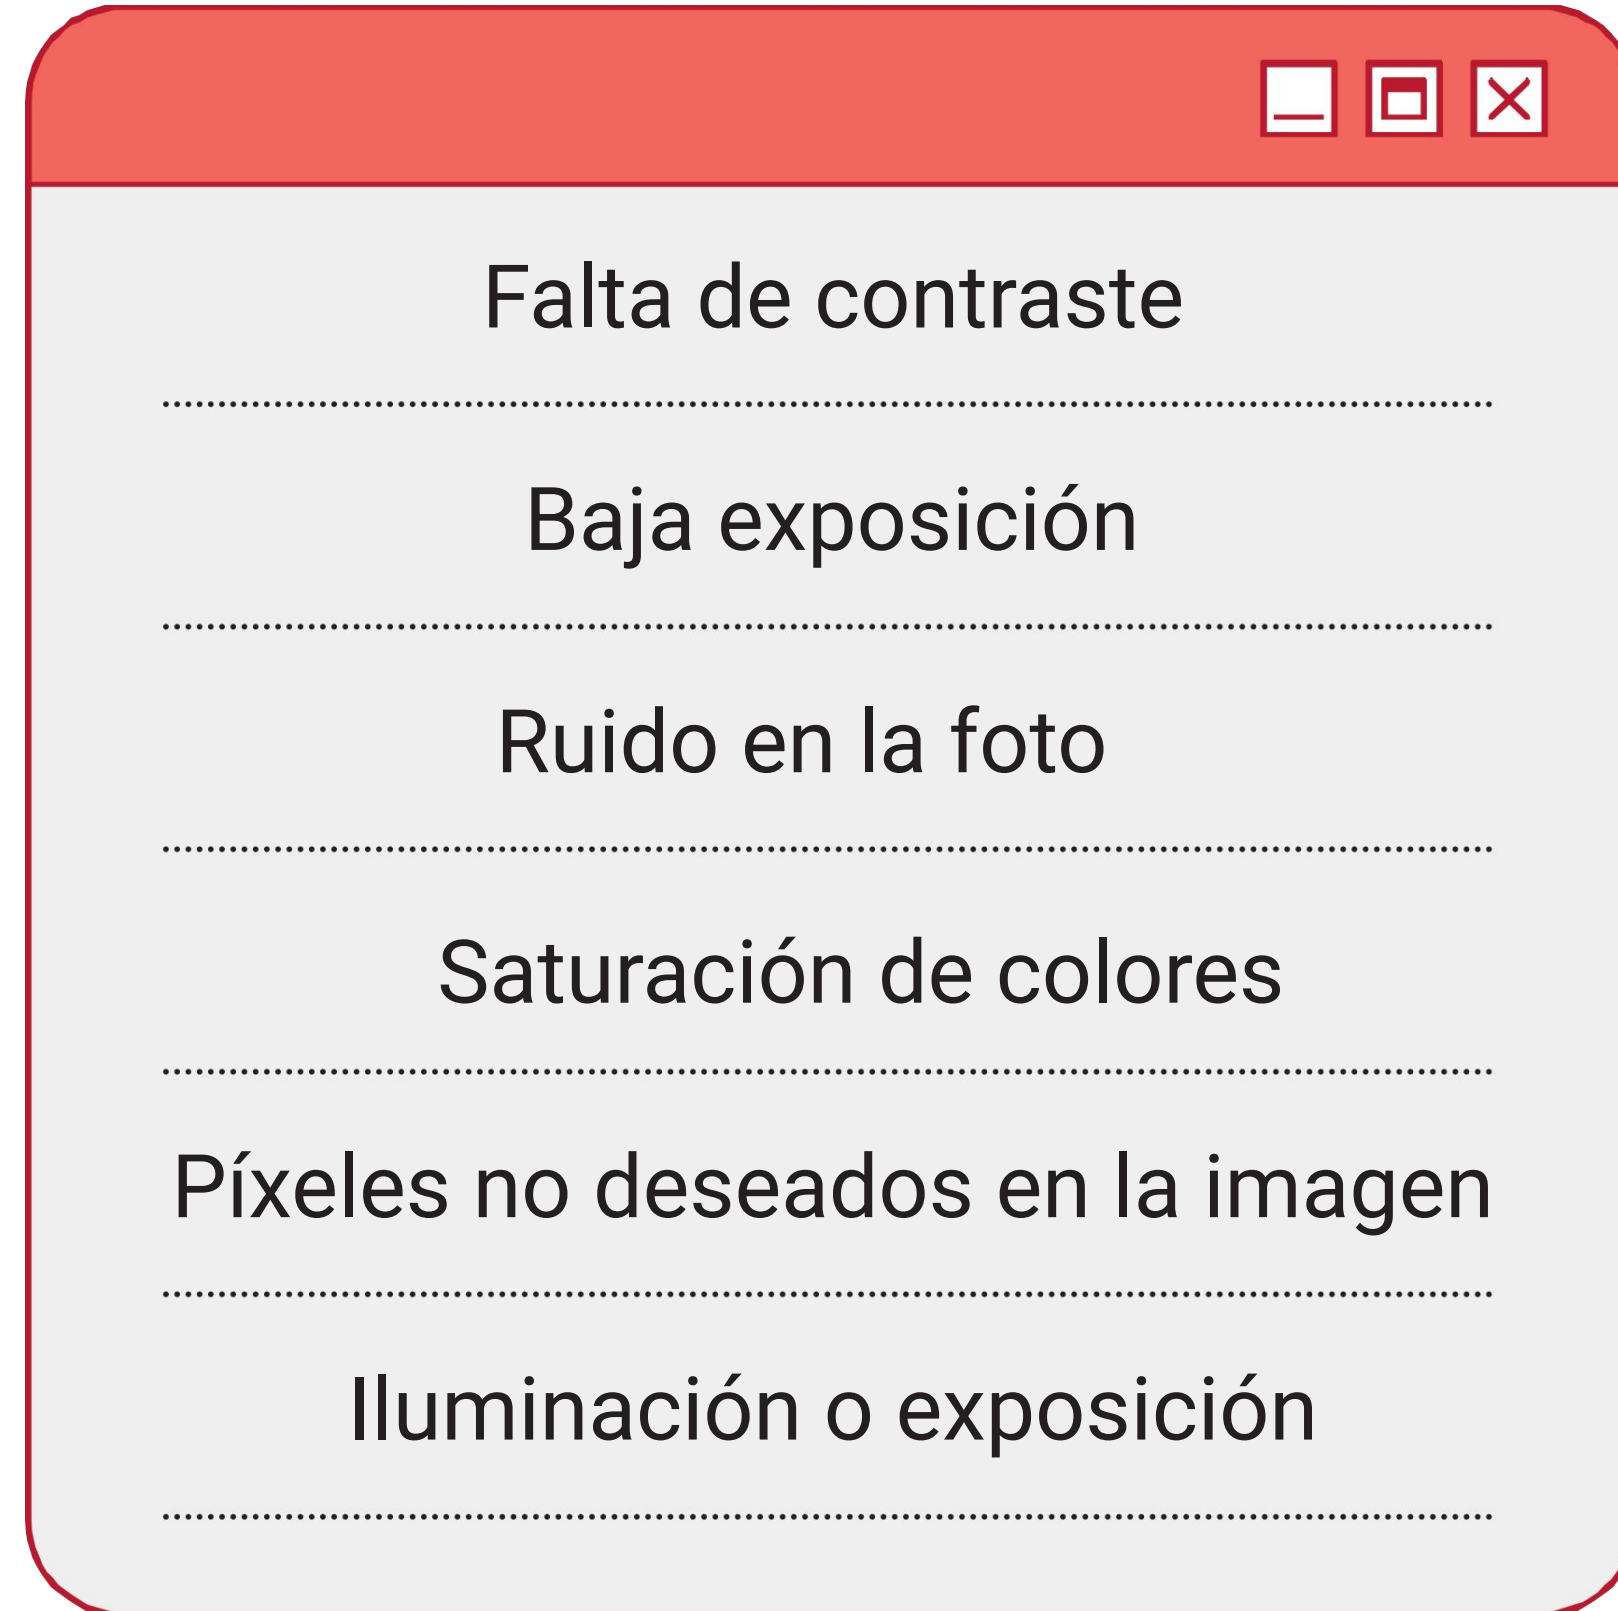 Falta de contraste
Baja exposición
Ruido en la foto
Saturación de colores
Píxeles no deseados en la imagen
Iluminación o exposición